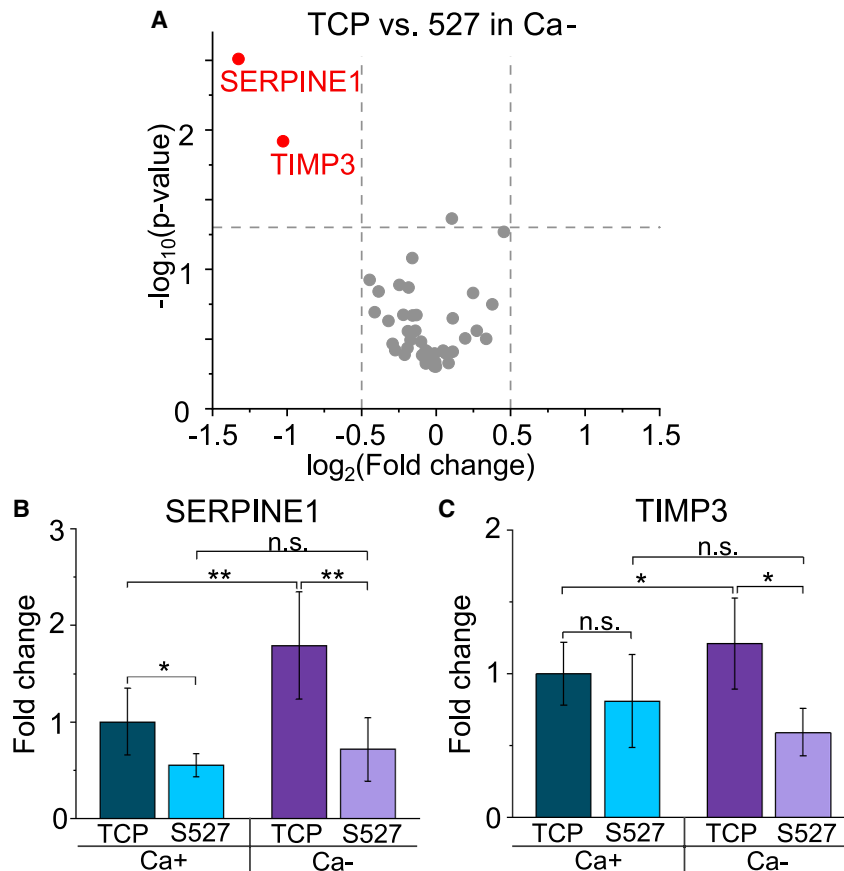 A
TCP vs. 527 in Ca-
SERPINE1
TIMP3
-log10(p-value)
2
1
0
-1.5 -1 -0.5 0 0.5 1 1.5
log2(Fold change)
B
SERPINE1
Fold change
3
2
1
0
n.s.
** **
*
TCP S527 TCP S527
Ca+ Ca-
C
TIMP3
Fold change
2
1
0
n.s.
* *
n.s.
TCP S527 TCP S527
Ca+ Ca-